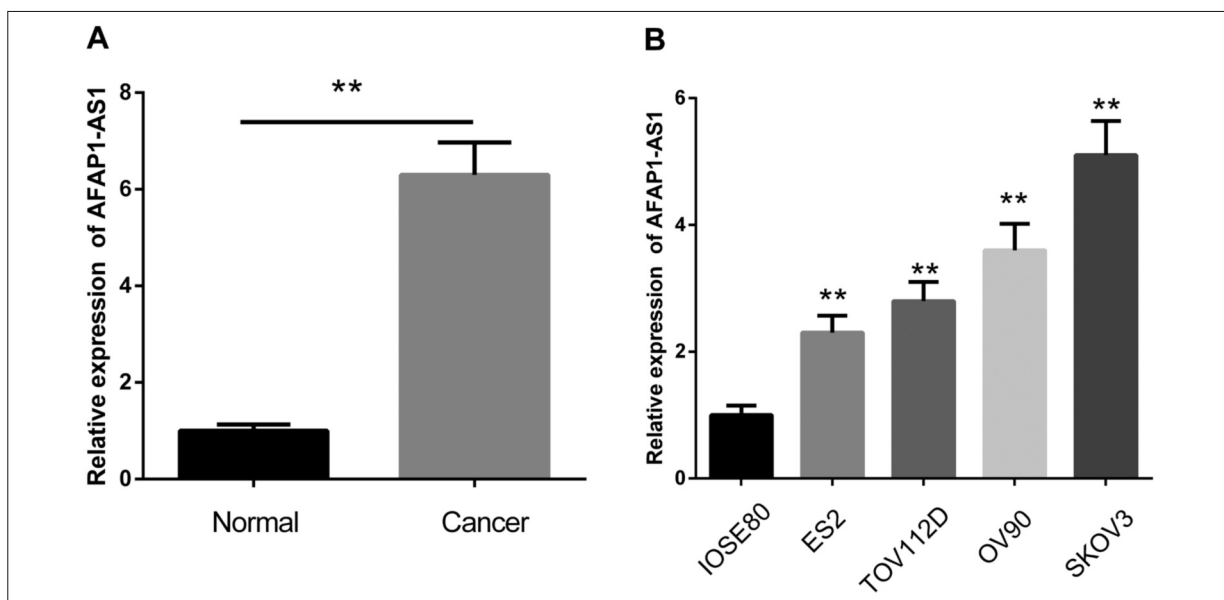 A
Relative expression of AFAP1-AS1
8
6
4
2
0
**
Normal
Cancer
B
Relative expression of AFAP1-AS1
6
4
2
0
**
**
**
**
IOSE80
ES2
TOV112D
OV90
SKOV3